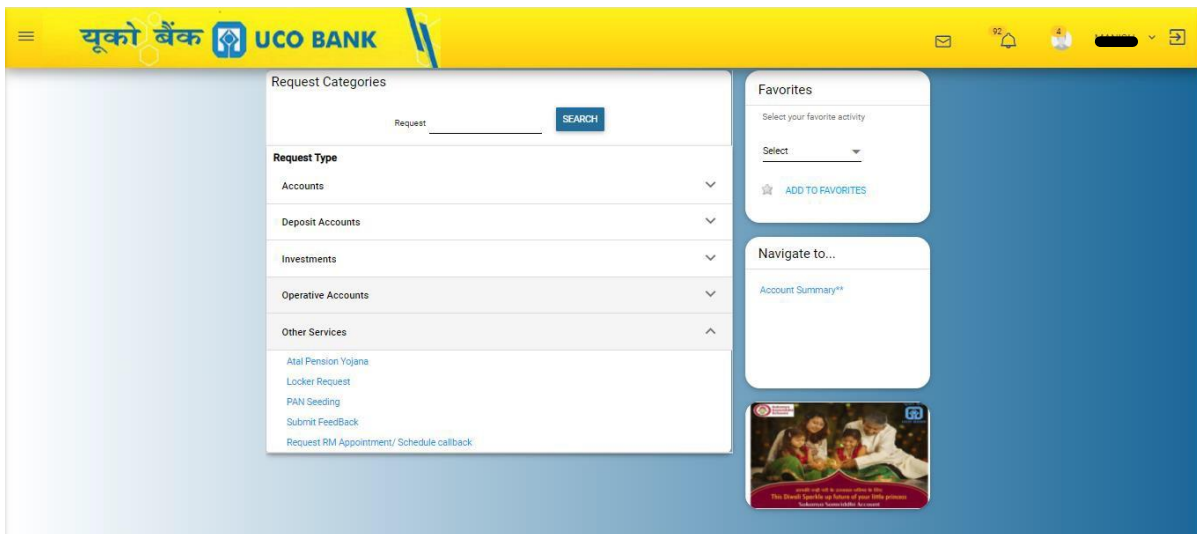 यूको बैंक UCO BANK
92
4
Request Categories
Request
SEARCH
Request Type
Accounts
Deposit Accounts
Investments
Operative Accounts
Other Services
Atal Pension Yojana
Locker Request
PAN Seeding
Submit FeedBack
Request RM Appointment/ Schedule callback
Favorites
Select your favorite activity
Select
ADD TO FAVORITES
Navigate to...
Account Summary**
This Diwali Sparkle up future of your little princess
Sukanya Samriddhi Account